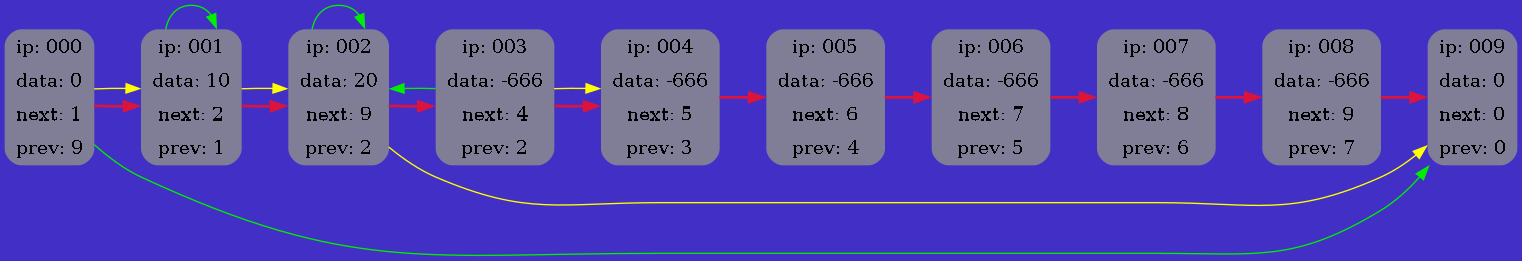 ip: 000
data: 0
next: 1
prev: 9
ip: 001
data: 10
next: 2
prev: 1
ip: 002
data: 20
next: 9
prev: 2
ip: 003
data: -666
next: 4
prev: 2
ip: 004
data: -666
next: 5
prev: 3
ip: 005
data: -666
next: 6
prev: 4
ip: 006
data: -666
next: 7
prev: 5
ip: 007
data: -666
next: 8
prev: 6
ip: 008
data: -666
next: 9
prev: 7
ip: 009
data: 0
next: 0
prev: 0